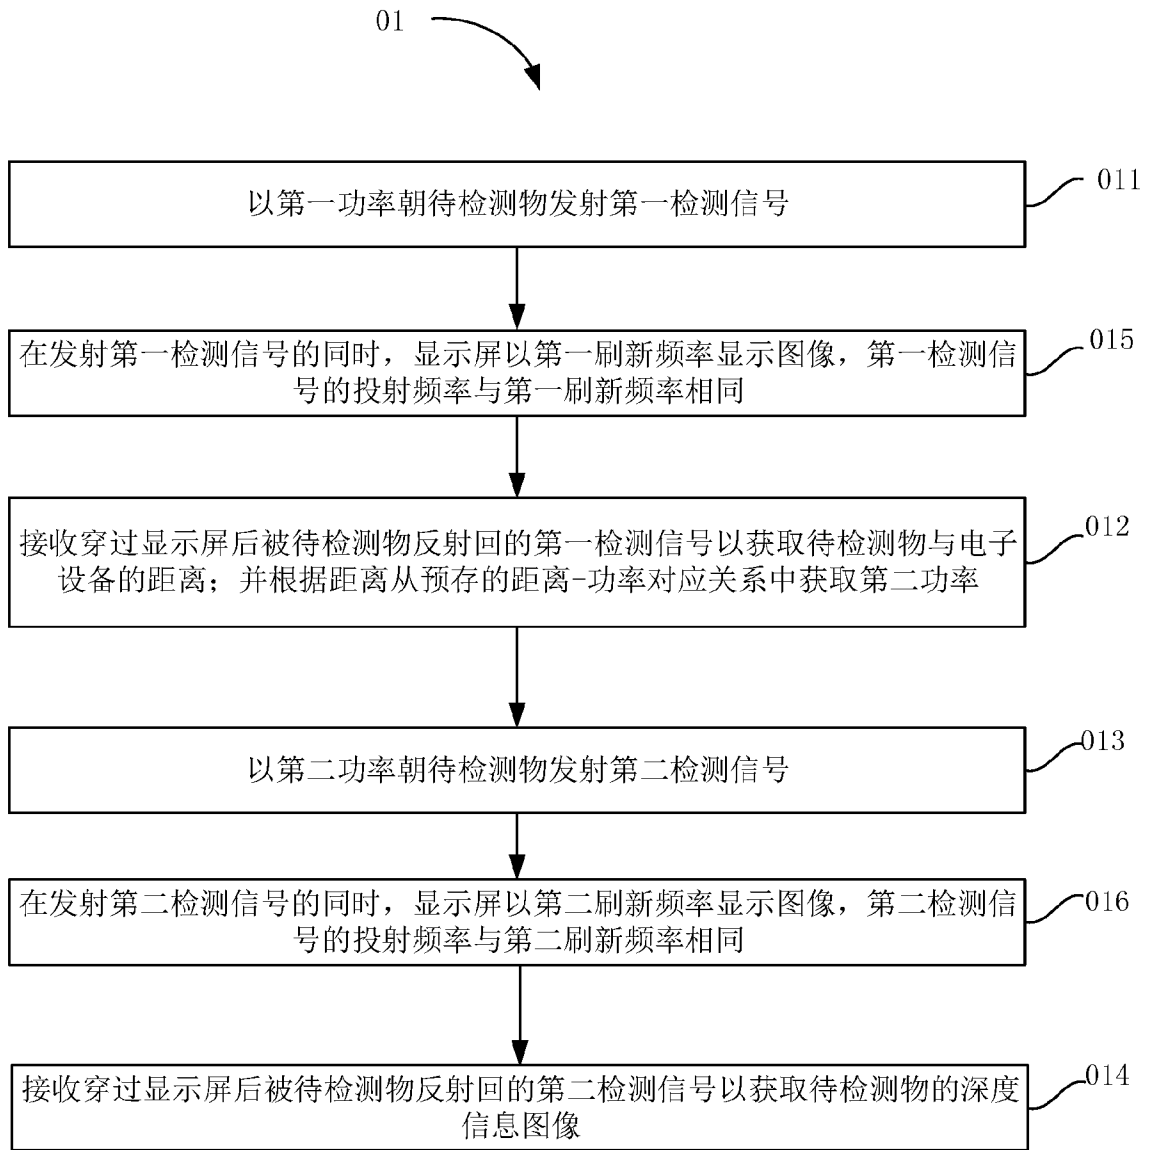 01
以第一功率朝待检测物发射第一检测信号
011
在发射第一检测信号的同时，显示屏以第一刷新频率显示图像，第一检测信
号的投射频率与第一刷新频率相同
015
接收穿过显示屏后被待检测物反射回的第一检测信号以获取待检测物与电子
设备的距离；并根据距离从预存的距离-功率对应关系中获取第二功率
012
以第二功率朝待检测物发射第二检测信号
013
在发射第二检测信号的同时，显示屏以第二刷新频率显示图像，第二检测信
号的投射频率与第二刷新频率相同
016
接收穿过显示屏后被待检测物反射回的第二检测信号以获取待检测物的深度
信息图像
014